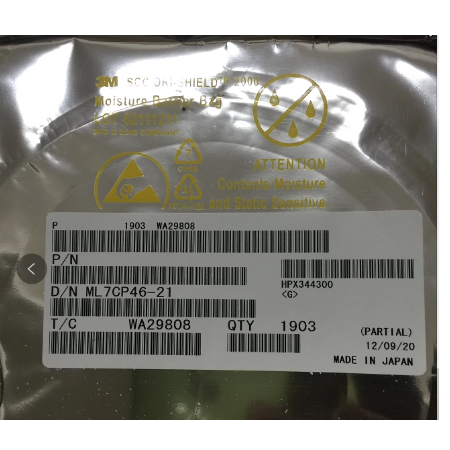 3M SCC DRI-SHIELD 2000
Moisture Barrier Bag
ATTENTION
Contents Moisture
and Static Sensitive
P 1903 WA29808
P/N
HPX344300
<G>
D/N ML7CP46-21
T/C WA29808 QTY 1903
(PARTIAL)
12/09/20
MADE IN JAPAN